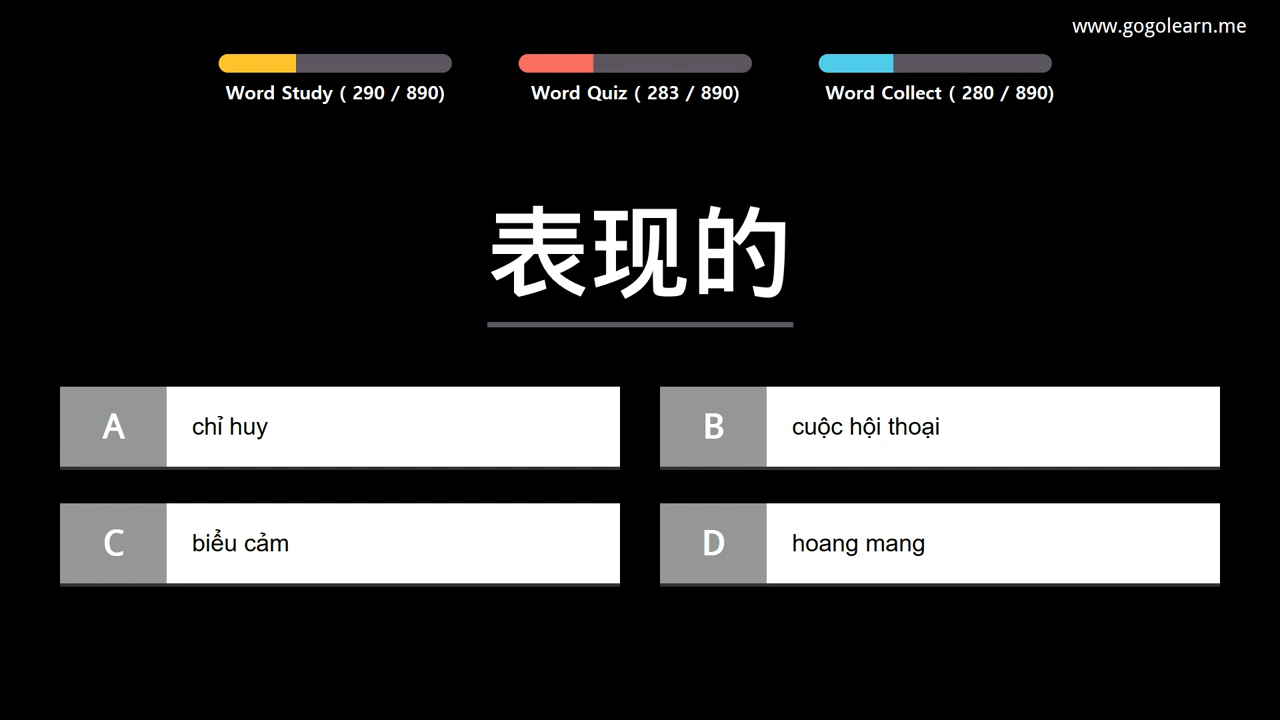 www.gogolearn.me
Word Study ( 290 / 890)
Word Quiz ( 283 / 890)
Word Collect ( 280 / 890)
表现的
A chỉ huy
B cuộc hội thoại
C biểu cảm
D hoang mang